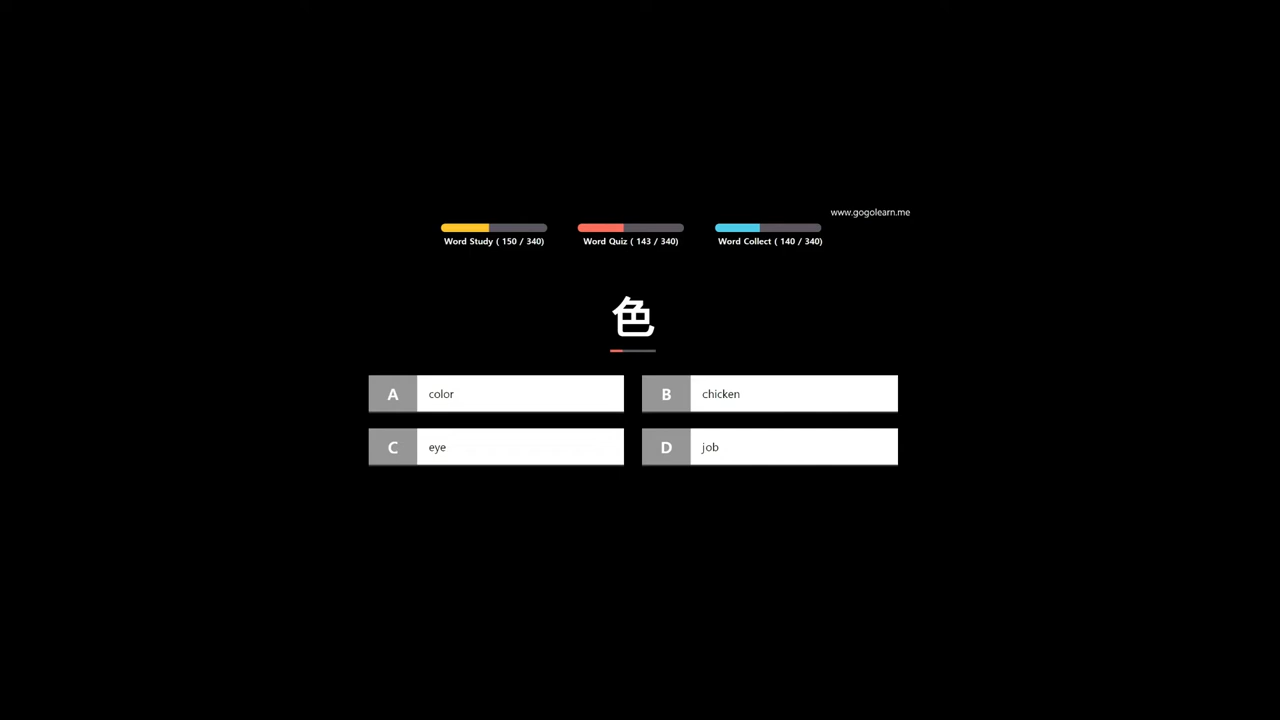 www.gogolearn.me
Word Study ( 150 / 340)
Word Quiz ( 143 / 340)
Word Collect ( 140 / 340)
色
A color
B chicken
C eye
D job